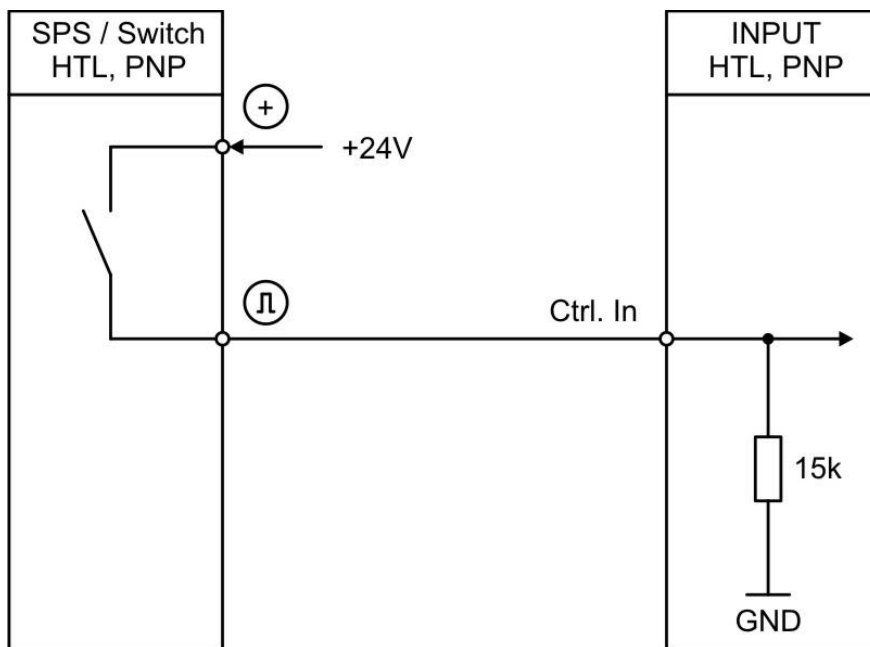 SPS / Switch
HTL, PNP
INPUT
HTL, PNP
+
+24V
Ctrl. In
15k
GND